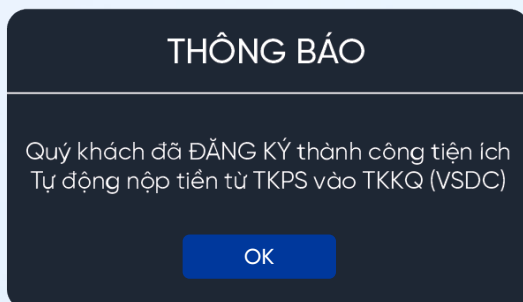 THÔNG BÁO
Quý khách đã ĐĂNG KÝ thành công tiện ích
Tự động nộp tiền từ TKPS vào TKKQ (VSDC)
OK